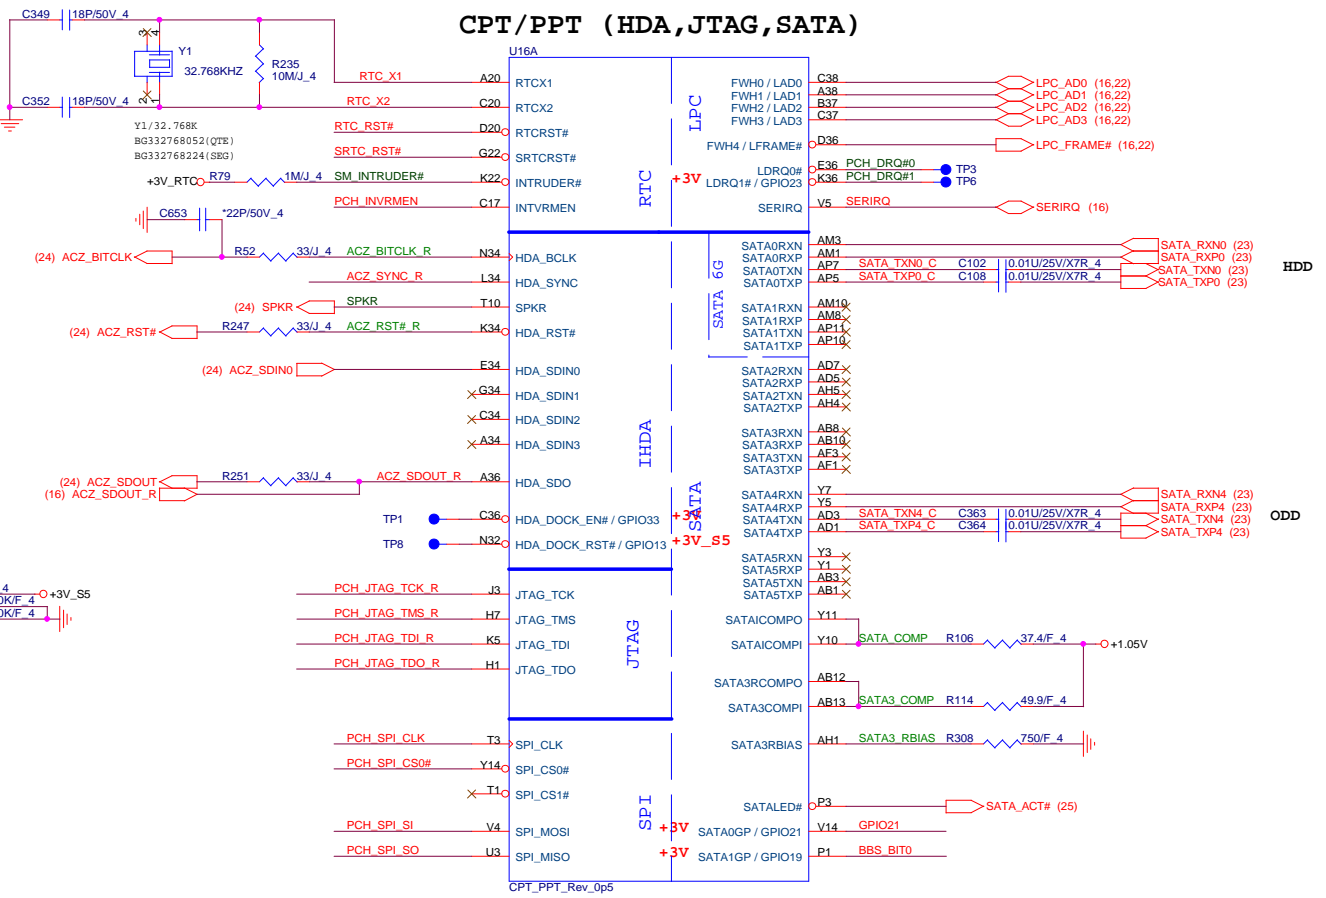 CPT/PPT (HDA,JTAG,SATA)
C349
18P/50V_4
3
4
Y1
32.768KHZ
R235
10M/J_4
2
1
C352
18P/50V_4
Y1/32.768K
BG332768052(QTE)
BG332768224(SEG)
U16A
RTC_X1 A20 RTCX1
RTC_X2 C20 RTCX2
RTC_RST# D20 RTCRST#
SRTC_RST# G22 SRTCRST#
+3V_RTC R79 1M/J_4 SM_INTRUDER# K22 INTRUDER#
PCH_INVRMEN C17 INTVRMEN
C653 *22P/50V_4
(24) ACZ_BITCLK R52 33/J_4 ACZ_BITCLK_R N34 HDA_BCLK
ACZ_SYNC_R L34 HDA_SYNC
(24) SPKR SPKR T10 SPKR
(24) ACZ_RST# R247 33/J_4 ACZ_RST#_R K34 HDA_RST#
(24) ACZ_SDIN0 E34 HDA_SDIN0
G34 HDA_SDIN1
C34 HDA_SDIN2
A34 HDA_SDIN3
(24) ACZ_SDOUT R251 33/J_4 ACZ_SDOUT_R A36 HDA_SDO
(16) ACZ_SDOUT_R
TP1 C36 HDA_DOCK_EN# / GPIO33 +3V
TP8 N32 HDA_DOCK_RST# / GPIO13 +3V_S5
_4 +3V_S5
0K/F_4
0K/F_4
PCH_JTAG_TCK_R J3 JTAG_TCK
PCH_JTAG_TMS_R H7 JTAG_TMS
PCH_JTAG_TDI_R K5 JTAG_TDI
PCH_JTAG_TDO_R H1 JTAG_TDO
PCH_SPI_CLK T3 SPI_CLK
PCH_SPI_CS0# Y14 SPI_CS0#
T1 SPI_CS1#
PCH_SPI_SI V4 SPI_MOSI
PCH_SPI_SO U3 SPI_MISO
RTC
IHDA
JTAG
SPI
LPC
SATA 6G
SATA
FWH0 / LAD0 C38 LPC_AD0 (16,22)
FWH1 / LAD1 A38 LPC_AD1 (16,22)
FWH2 / LAD2 B37 LPC_AD2 (16,22)
FWH3 / LAD3 C37 LPC_AD3 (16,22)
FWH4 / LFRAME# D36 LPC_FRAME# (16,22)
LDRQ0# E36 PCH_DRQ#0 TP3
+3V LDRQ1# / GPIO23 K36 PCH_DRQ#1 TP6
SERIRQ V5 SERIRQ SERIRQ (16)
SATA0RXN AM3 SATA_RXN0 (23)
SATA0RXP AM1 SATA_RXP0 (23)
SATA0TXN AP7 SATA_TXN0_C C102 0.01U/25V/X7R_4 SATA_TXN0 (23)
SATA0TXP AP5 SATA_TXP0_C C108 0.01U/25V/X7R_4 SATA_TXP0 (23)
HDD
SATA1RXN AM10
SATA1RXP AM8
SATA1TXN AP11
SATA1TXP AP10
SATA2RXN AD7
SATA2RXP AD5
SATA2TXN AH5
SATA2TXP AH4
SATA3RXN AB8
SATA3RXP AB10
SATA3TXN AF3
SATA3TXP AF1
SATA4RXN Y7 SATA_RXN4 (23)
SATA4RXP Y5 SATA_RXP4 (23)
SATA4TXN AD3 SATA_TXN4_C C363 0.01U/25V/X7R_4 SATA_TXN4 (23)
SATA4TXP AD1 SATA_TXP4_C C364 0.01U/25V/X7R_4 SATA_TXP4 (23)
ODD
SATA5RXN Y3
SATA5RXP Y1
SATA5TXN AB3
SATA5TXP AB1
SATAICOMPO Y11
SATAICOMPI Y10 SATA_COMP R106 37.4/F_4 +1.05V
SATA3RCOMPO AB12
SATA3COMPI AB13 SATA3_COMP R114 49.9/F_4
SATA3RBIAS AH1 SATA3_RBIAS R308 750/F_4
SATALED# P3 SATA_ACT# (25)
+3V SATA0GP / GPIO21 V14 GPIO21
+3V SATA1GP / GPIO19 P1 BBS_BIT0
CPT_PPT_Rev_0p5